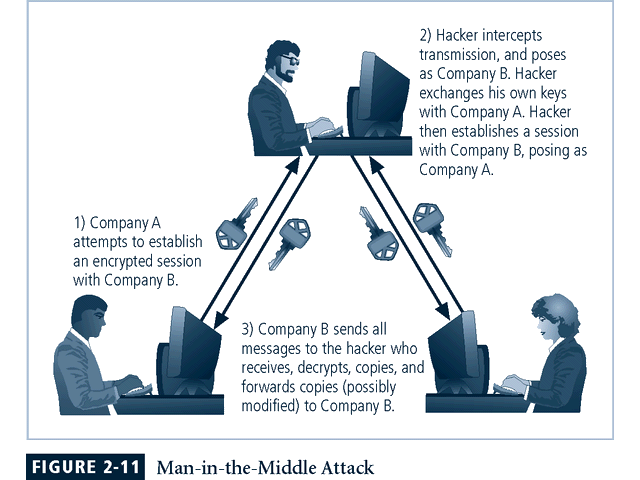 2) Hacker intercepts
transmission, and poses
as Company B. Hacker
exchanges his own keys
with Company A. Hacker
then establishes a session
with Company B, posing as
Company A.
1) Company A
attempts to establish
an encrypted session
with Company B.
3) Company B sends all
messages to the hacker who
receives, decrypts, copies, and
forwards copies (possibly
modified) to Company B.
FIGURE 2-11 Man-in-the-Middle Attack